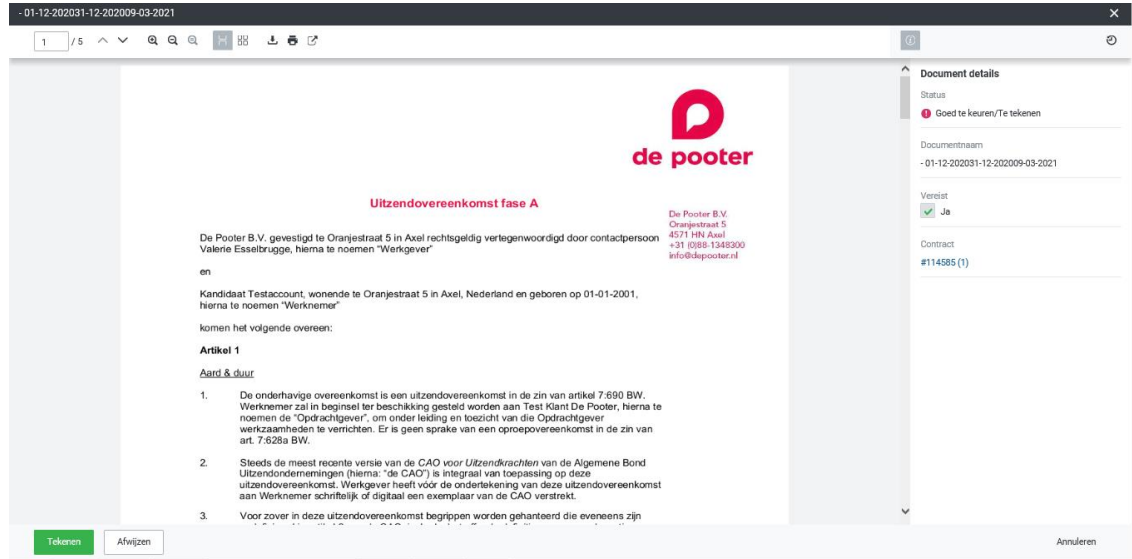 - 01-12-202031-12-202009-03-2021
1 / 5
de pooter
Uitzendovereenkomst fase A
De Pooter B.V.
Oranjestraat 5
4571 HN Axel
+31 (0)88-1348300
info@depooter.nl
De Pooter B.V. gevestigd te Oranjestraat 5 in Axel rechtsgeldig vertegenwoordigd door contactpersoon
Valerie Esselbrugge, hierna te noemen “Werkgever”
en
Kandidaat Testaccount, wonende te Oranjestraat 5 in Axel, Nederland en geboren op 01-01-2001,
hierna te noemen “Werknemer”
komen het volgende overeen:
Artikel 1
Aard & duur
1. De onderhavige overeenkomst is een uitzendovereenkomst in de zin van artikel 7:690 BW.
Werknemer zal in beginsel ter beschikking gesteld worden aan Test Klant De Pooter, hierna te
noemen de “Opdrachtgever”, om onder leiding en toezicht van die Opdrachtgever
werkzaamheden te verrichten. Er is geen sprake van een oproepovereenkomst in de zin van
art. 7:628a BW.
2. Steeds de meest recente versie van de CAO voor Uitzendkrachten van de Algemene Bond
Uitzendondernemingen (hierna: “de CAO”) is integraal van toepassing op deze
uitzendovereenkomst. Werkgever heeft vóór de ondertekening van deze uitzendovereenkomst
aan Werknemer schriftelijk of digitaal een exemplaar van de CAO verstrekt.
3. Voor zover in deze uitzendovereenkomst begrippen worden gehanteerd die eveneens zijn
Document details
Status
Goed te keuren/Te tekenen
Documentnaam
- 01-12-202031-12-202009-03-2021
Vereist
Ja
Contract
#114585 (1)
Tekenen
Afwijzen
Annuleren